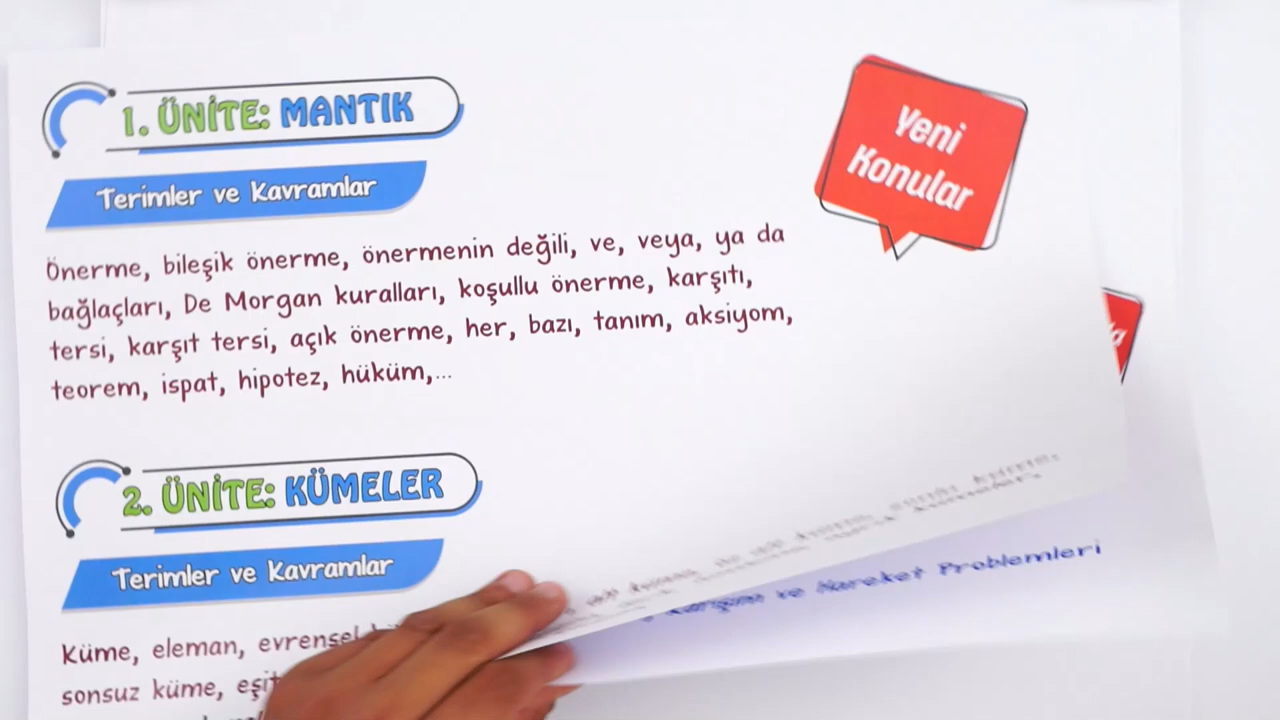 1. ÜNİTE: MANTIK
Terimler ve Kavramlar
Önerme, bileşik önerme, önermenin değili, ve, veya, ya da
bağlaçları, De Morgan kuralları, koşullu önerme, karşıtı,
tersi, karşıt tersi, açık önerme, her, bazı, tanım, aksiyom,
teorem, ispat, hipotez, hüküm,...
Yeni
Konular
2. ÜNİTE: KÜMELER
Terimler ve Kavramlar
Küme, eleman, evrensel
sonsuz küme,
ve Hareket Problemleri